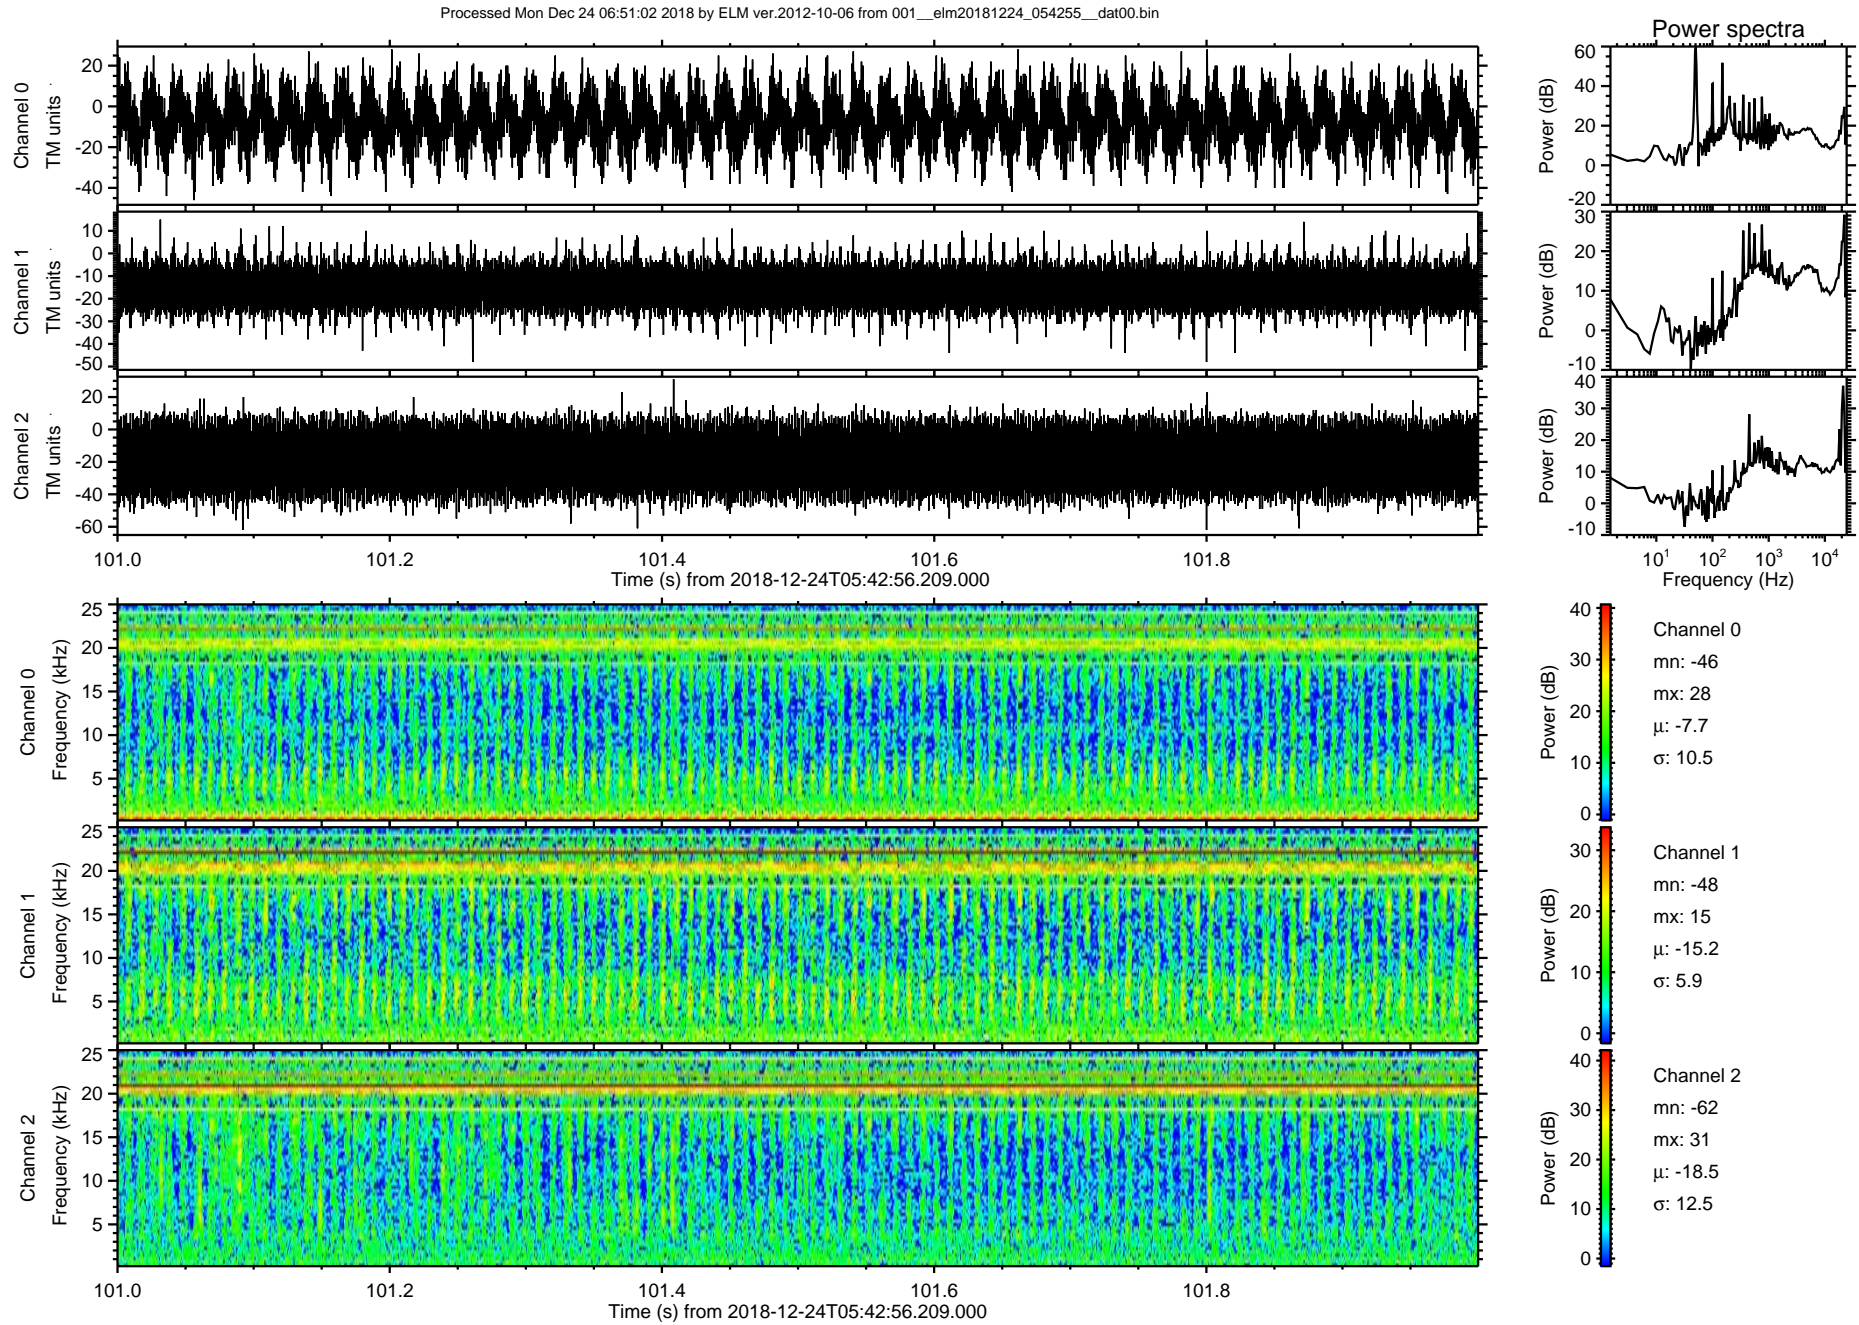 Processed Mon Dec 24 06:51:02 2018 by ELM ver.2012-10-06 from 001__elm20181224_054255__dat00.bin
Power spectra
Channel 0
TM units
20
0
-20
-40
Power (dB)
60
40
20
0
-20
Channel 1
TM units
10
0
-10
-20
-30
-40
-50
Power (dB)
30
20
10
0
-10
Channel 2
TM units
20
0
-20
-40
-60
Power (dB)
40
30
20
10
0
-10
101.0 101.2 101.4 101.6 101.8
Time (s) from 2018-12-24T05:42:56.209.000
10^1 10^2 10^3 10^4
Frequency (Hz)
Channel 0
Frequency (kHz)
25
20
15
10
5
Power (dB)
40
30
20
10
0
Channel 0
mn: -46
mx: 28
μ: -7.7
σ: 10.5
Channel 1
Frequency (kHz)
25
20
15
10
5
Power (dB)
30
20
10
0
Channel 1
mn: -48
mx: 15
μ: -15.2
σ: 5.9
Channel 2
Frequency (kHz)
25
20
15
10
5
Power (dB)
40
30
20
10
0
Channel 2
mn: -62
mx: 31
μ: -18.5
σ: 12.5
101.0 101.2 101.4 101.6 101.8
Time (s) from 2018-12-24T05:42:56.209.000